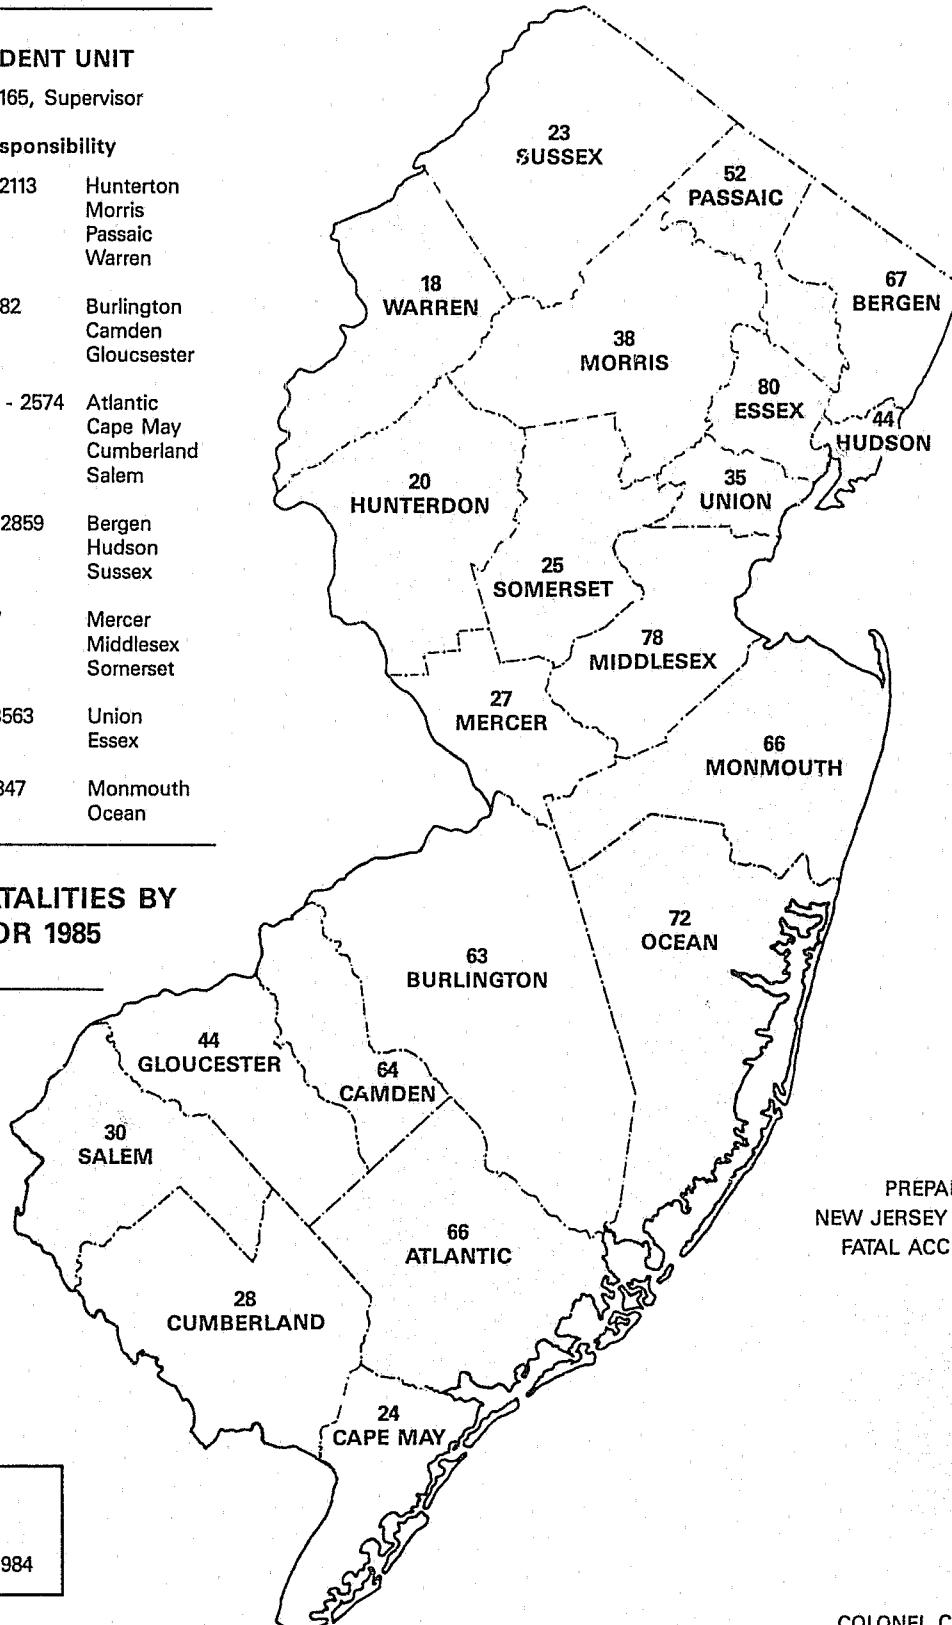 DENT UNIT
165, Supervisor
sponsibility
2113 Hunterton
Morris
Passaic
Warren
82 Burlington
Camden
Gloucsester
- 2574 Atlantic
Cape May
Cumberland
Salem
2859 Bergen
Hudson
Sussex
Mercer
Middlesex
Somerset
3563 Union
Essex
347 Monmouth
Ocean
TALITIES BY
OR 1985
23
SUSSEX
52
PASSAIC
67
BERGEN
18
WARREN
38
MORRIS
80
ESSEX
44
HUDSON
20
HUNTERDON
35
UNION
25
SOMERSET
78
MIDDLESEX
27
MERCER
66
MONMOUTH
72
OCEAN
63
BURLINGTON
44
GLOUCESTER
64
CAMDEN
30
SALEM
66
ATLANTIC
28
CUMBERLAND
24
CAPE MAY
PREPA
NEW JERSEY
FATAL ACC
984
COLONEL C